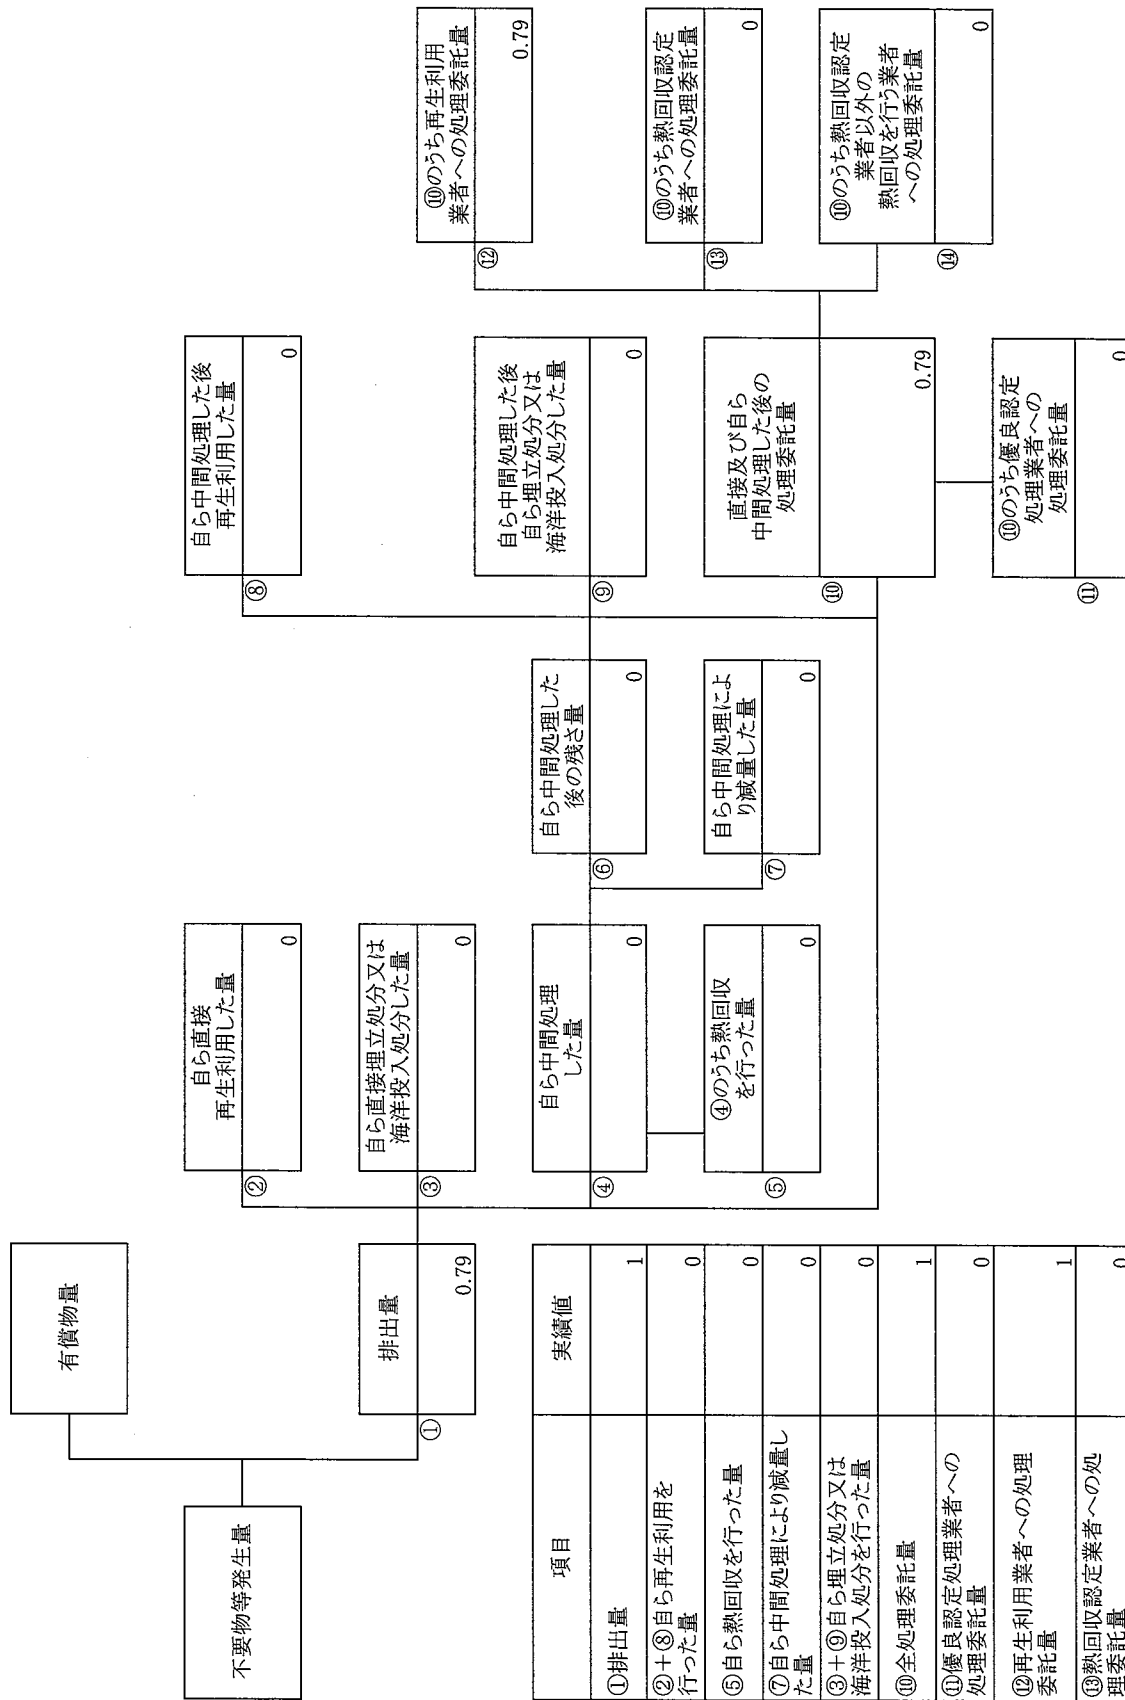 不要物等発生量
有償物量
①
排出量
0.79
②
自ら直接
再生利用した量
0
③
自ら直接埋立処分又は
海洋投入処分した量
0
④
自ら中間処理
した量
0
⑤
④のうち熱回収
を行った量
0
⑥
自ら中間処理した
後の残さ量
0
⑦
自ら中間処理によ
り減量した量
0
⑧
自ら中間処理した後
再生利用した量
0
⑨
自ら中間処理した後
自ら埋立処分又は
海洋投入処分した量
0
⑩
直接及び自ら
中間処理した後の
処理委託量
0.79
⑪
⑩のうち優良認定
処理業者への
処理委託量
0
⑫
⑩のうち再生利用
業者への処理委託量
0.79
⑬
⑩のうち熱回収認定
業者への処理委託量
0
⑭
⑩のうち熱回収認定
業者以外の
熱回収を行う業者
への処理委託量
0
項目 実績値
①排出量 1
②+⑧自ら再生利用を
行った量 0
⑤自ら熱回収を行った量 0
⑦自ら中間処理により減量し
た量 0
③+⑨自ら埋立処分又は
海洋投入処分を行った量 0
⑩全処理委託量 1
⑪優良認定処理業者への
処理委託量 0
⑫再生利用業者への処理
委託量 1
⑬熱回収認定業者への処
理委託量 0